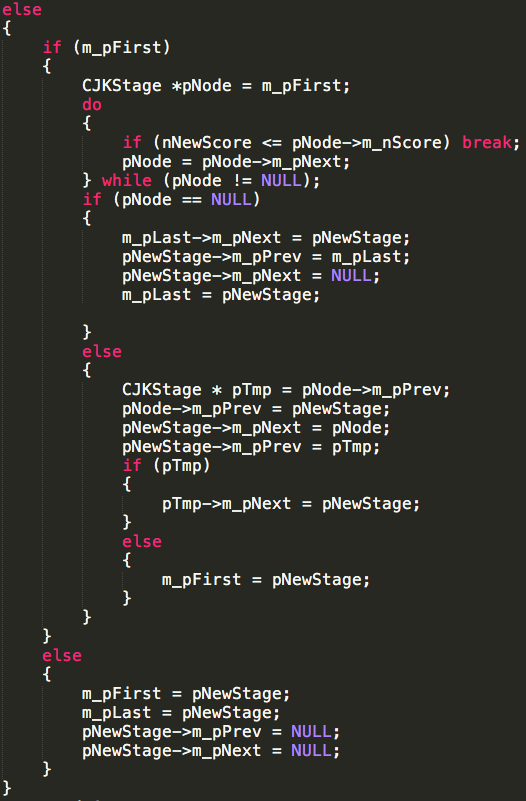 else
{
    if (m_pFirst)
    {
        CJKStage *pNode = m_pFirst;
        do
        {
            if (nNewScore <= pNode->m_nScore) break;
            pNode = pNode->m_pNext;
        } while (pNode != NULL);
        if (pNode == NULL)
        {
            m_pLast->m_pNext = pNewStage;
            pNewStage->m_pPrev = m_pLast;
            pNewStage->m_pNext = NULL;
            m_pLast = pNewStage;

        }
        else
        {
            CJKStage * pTmp = pNode->m_pPrev;
            pNode->m_pPrev = pNewStage;
            pNewStage->m_pNext = pNode;
            pNewStage->m_pPrev = pTmp;
            if (pTmp)
            {
                pTmp->m_pNext = pNewStage;
            }
            else
            {
                m_pFirst = pNewStage;
            }
        }
    }
    else
    {
        m_pFirst = pNewStage;
        m_pLast = pNewStage;
        pNewStage->m_pPrev = NULL;
        pNewStage->m_pNext = NULL;
    }
}